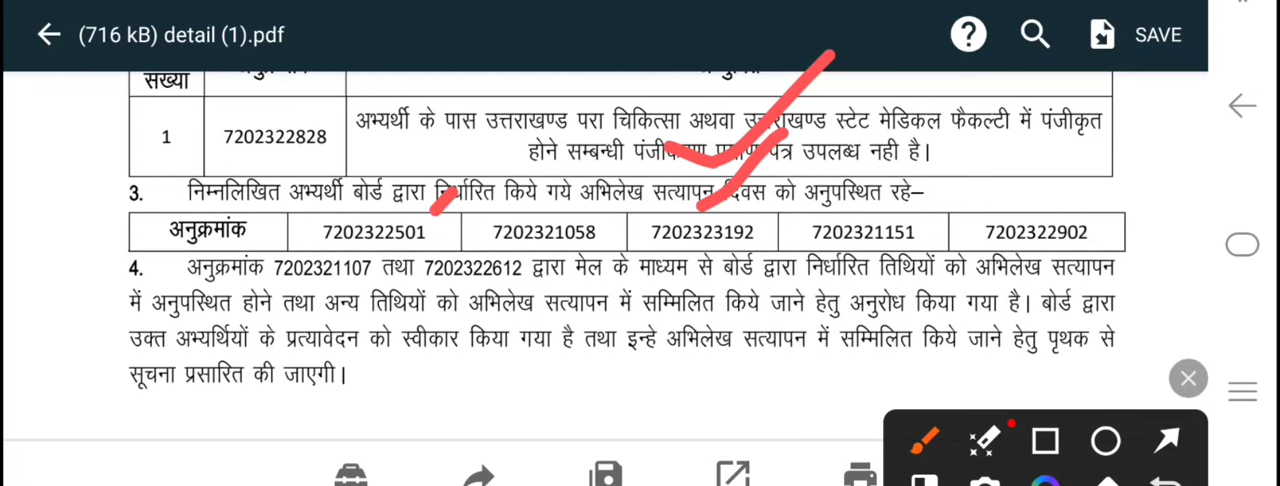 (716 kB) detail (1).pdf
SAVE
संख्या
1 7202322828 अभ्यर्थी के पास उत्तराखण्ड परा चिकित्सा अथवा उत्तराखण्ड स्टेट मेडिकल फैकल्टी में पंजीकृत
होने सम्बन्धी पंजीकरण प्रमाण पत्र उपलब्ध नही है।
3. निम्नलिखित अभ्यर्थी बोर्ड द्वारा निर्धारित किये गये अभिलेख सत्यापन दिवस को अनुपस्थित रहे–
अनुक्रमांक 7202322501 7202321058 7202323192 7202321151 7202322902
4. अनुक्रमांक 7202321107 तथा 7202322612 द्वारा मेल के माध्यम से बोर्ड द्वारा निर्धारित तिथियों को अभिलेख सत्यापन
में अनुपस्थित होने तथा अन्य तिथियों को अभिलेख सत्यापन में सम्मिलित किये जाने हेतु अनुरोध किया गया है। बोर्ड द्वारा
उक्त अभ्यर्थियों के प्रत्यावेदन को स्वीकार किया गया है तथा इन्हे अभिलेख सत्यापन में सम्मिलित किये जाने हेतु पृथक से
सूचना प्रसारित की जाएगी।